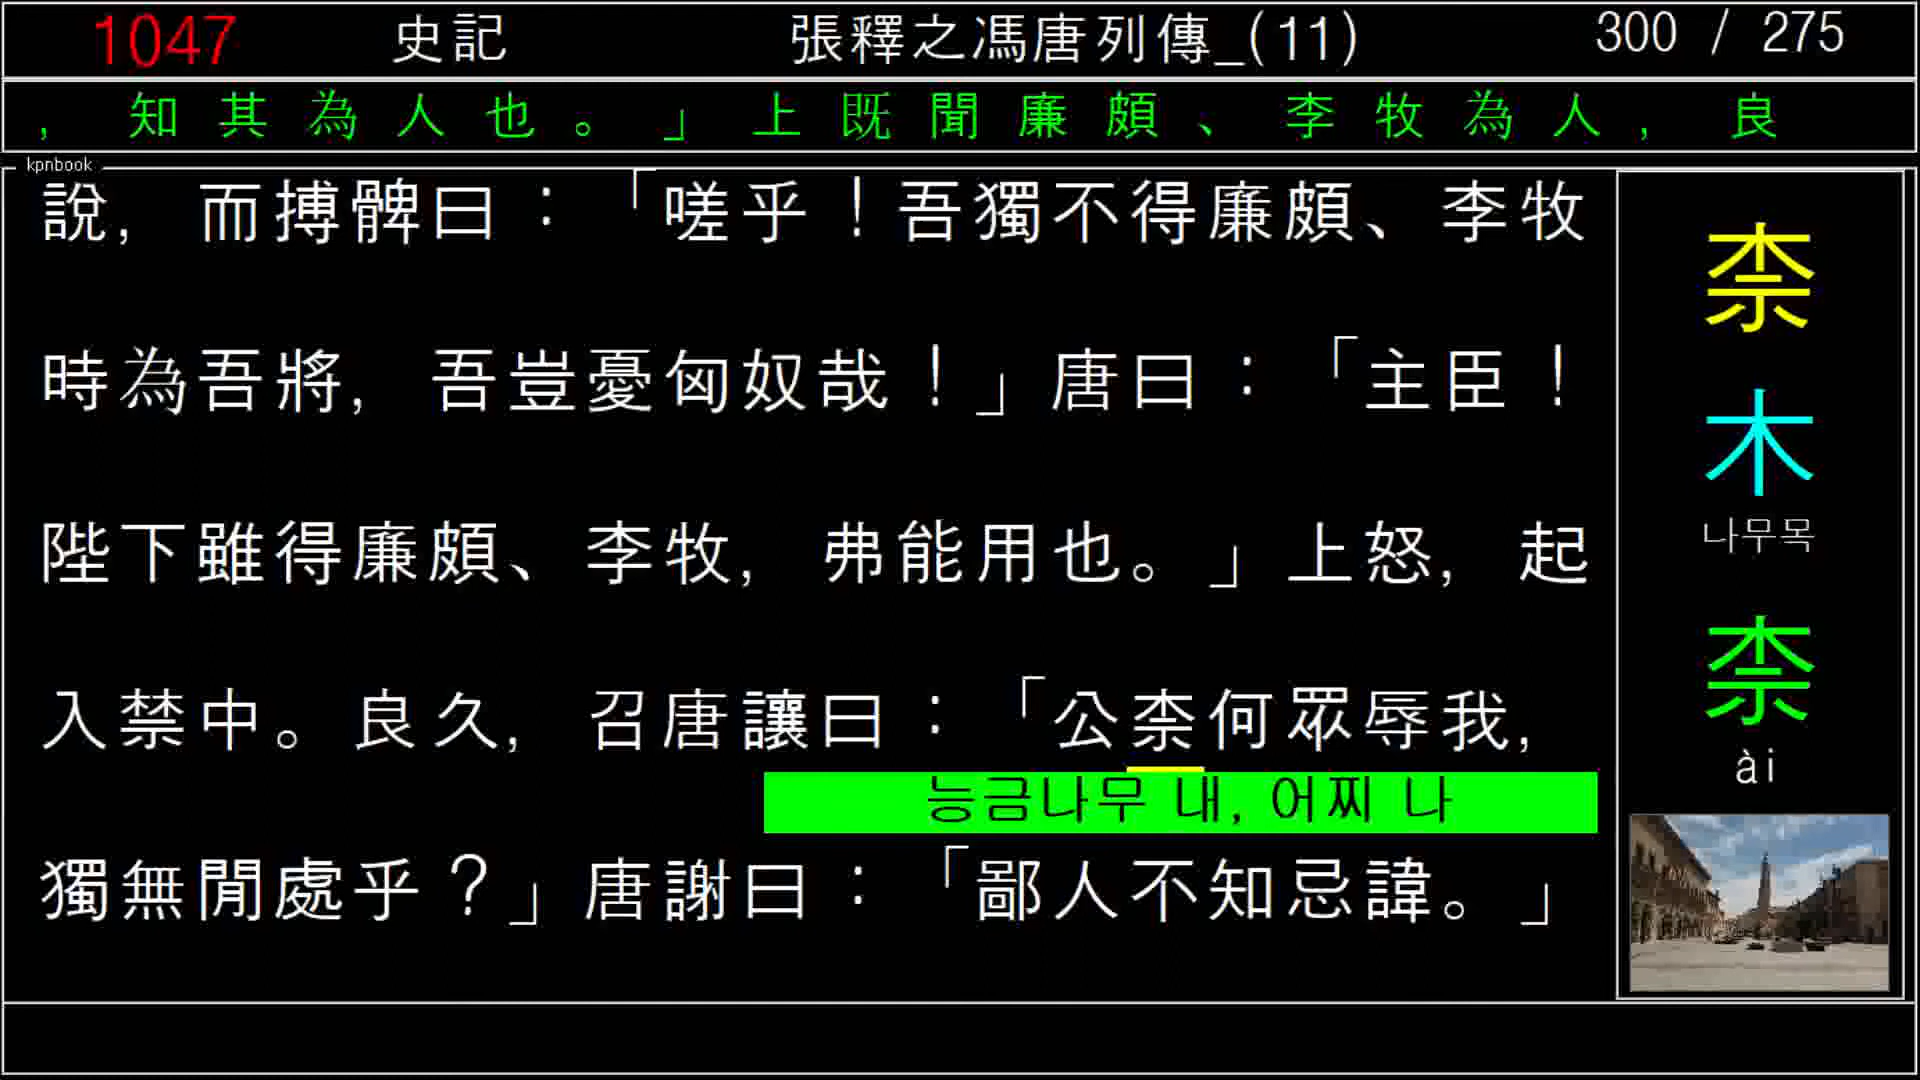 1047 史記 張釋之馮唐列傳_(11) 300 / 275
, 知其為人也。」上既聞廉頗、李牧為人, 良
kpnbook
說, 而搏髀曰：「嗟乎！吾獨不得廉頗、李牧
時為吾將, 吾豈憂匈奴哉！」唐曰：「主臣！
陛下雖得廉頗、李牧, 弗能用也。」上怒, 起
入禁中。良久, 召唐讓曰：「公柰何眾辱我,
능금나무 내, 어찌 나
獨無閒處乎？」唐謝曰：「鄙人不知忌諱。」
柰
木
나무목
柰
ài